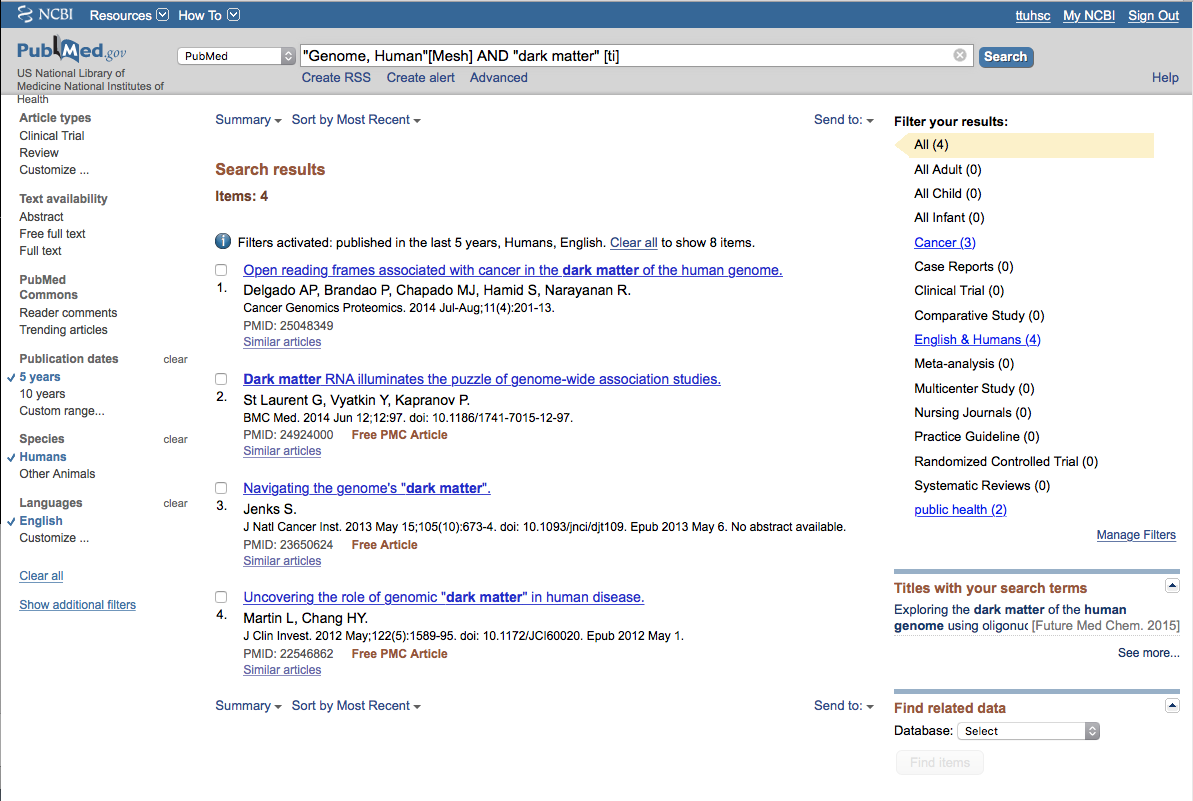 NCBI Resources How To ttuhsc My NCBI Sign Out
PubMed.gov
US National Library of
Medicine National Institutes of
Health
PubMed "Genome, Human"[Mesh] AND "dark matter" [ti] Search
Create RSS Create alert Advanced Help
Article types
Clinical Trial
Review
Customize ...
Text availability
Abstract
Free full text
Full text
PubMed
Commons
Reader comments
Trending articles
Publication dates clear
5 years
10 years
Custom range...
Species clear
Humans
Other Animals
Languages clear
English
Customize ...
Clear all
Show additional filters
Summary Sort by Most Recent Send to:
Search results
Items: 4
Filters activated: published in the last 5 years, Humans, English. Clear all to show 8 items.
Open reading frames associated with cancer in the dark matter of the human genome.
1. Delgado AP, Brandao P, Chapado MJ, Hamid S, Narayanan R.
Cancer Genomics Proteomics. 2014 Jul-Aug;11(4):201-13.
PMID: 25048349
Similar articles
Dark matter RNA illuminates the puzzle of genome-wide association studies.
2. St Laurent G, Vyatkin Y, Kapranov P.
BMC Med. 2014 Jun 12;12:97. doi: 10.1186/1741-7015-12-97.
PMID: 24924000 Free PMC Article
Similar articles
Navigating the genome's "dark matter".
3. Jenks S.
J Natl Cancer Inst. 2013 May 15;105(10):673-4. doi: 10.1093/jnci/djt109. Epub 2013 May 6. No abstract available.
PMID: 23650624 Free Article
Similar articles
Uncovering the role of genomic "dark matter" in human disease.
4. Martin L, Chang HY.
J Clin Invest. 2012 May;122(5):1589-95. doi: 10.1172/JCI60020. Epub 2012 May 1.
PMID: 22546862 Free PMC Article
Similar articles
Summary Sort by Most Recent Send to:
Filter your results:
All (4)
All Adult (0)
All Child (0)
All Infant (0)
Cancer (3)
Case Reports (0)
Clinical Trial (0)
Comparative Study (0)
English & Humans (4)
Meta-analysis (0)
Multicenter Study (0)
Nursing Journals (0)
Practice Guideline (0)
Randomized Controlled Trial (0)
Systematic Reviews (0)
public health (2)
Manage Filters
Titles with your search terms
Exploring the dark matter of the human
genome using oligonuc [Future Med Chem. 2015]
See more...
Find related data
Database: Select
Find items